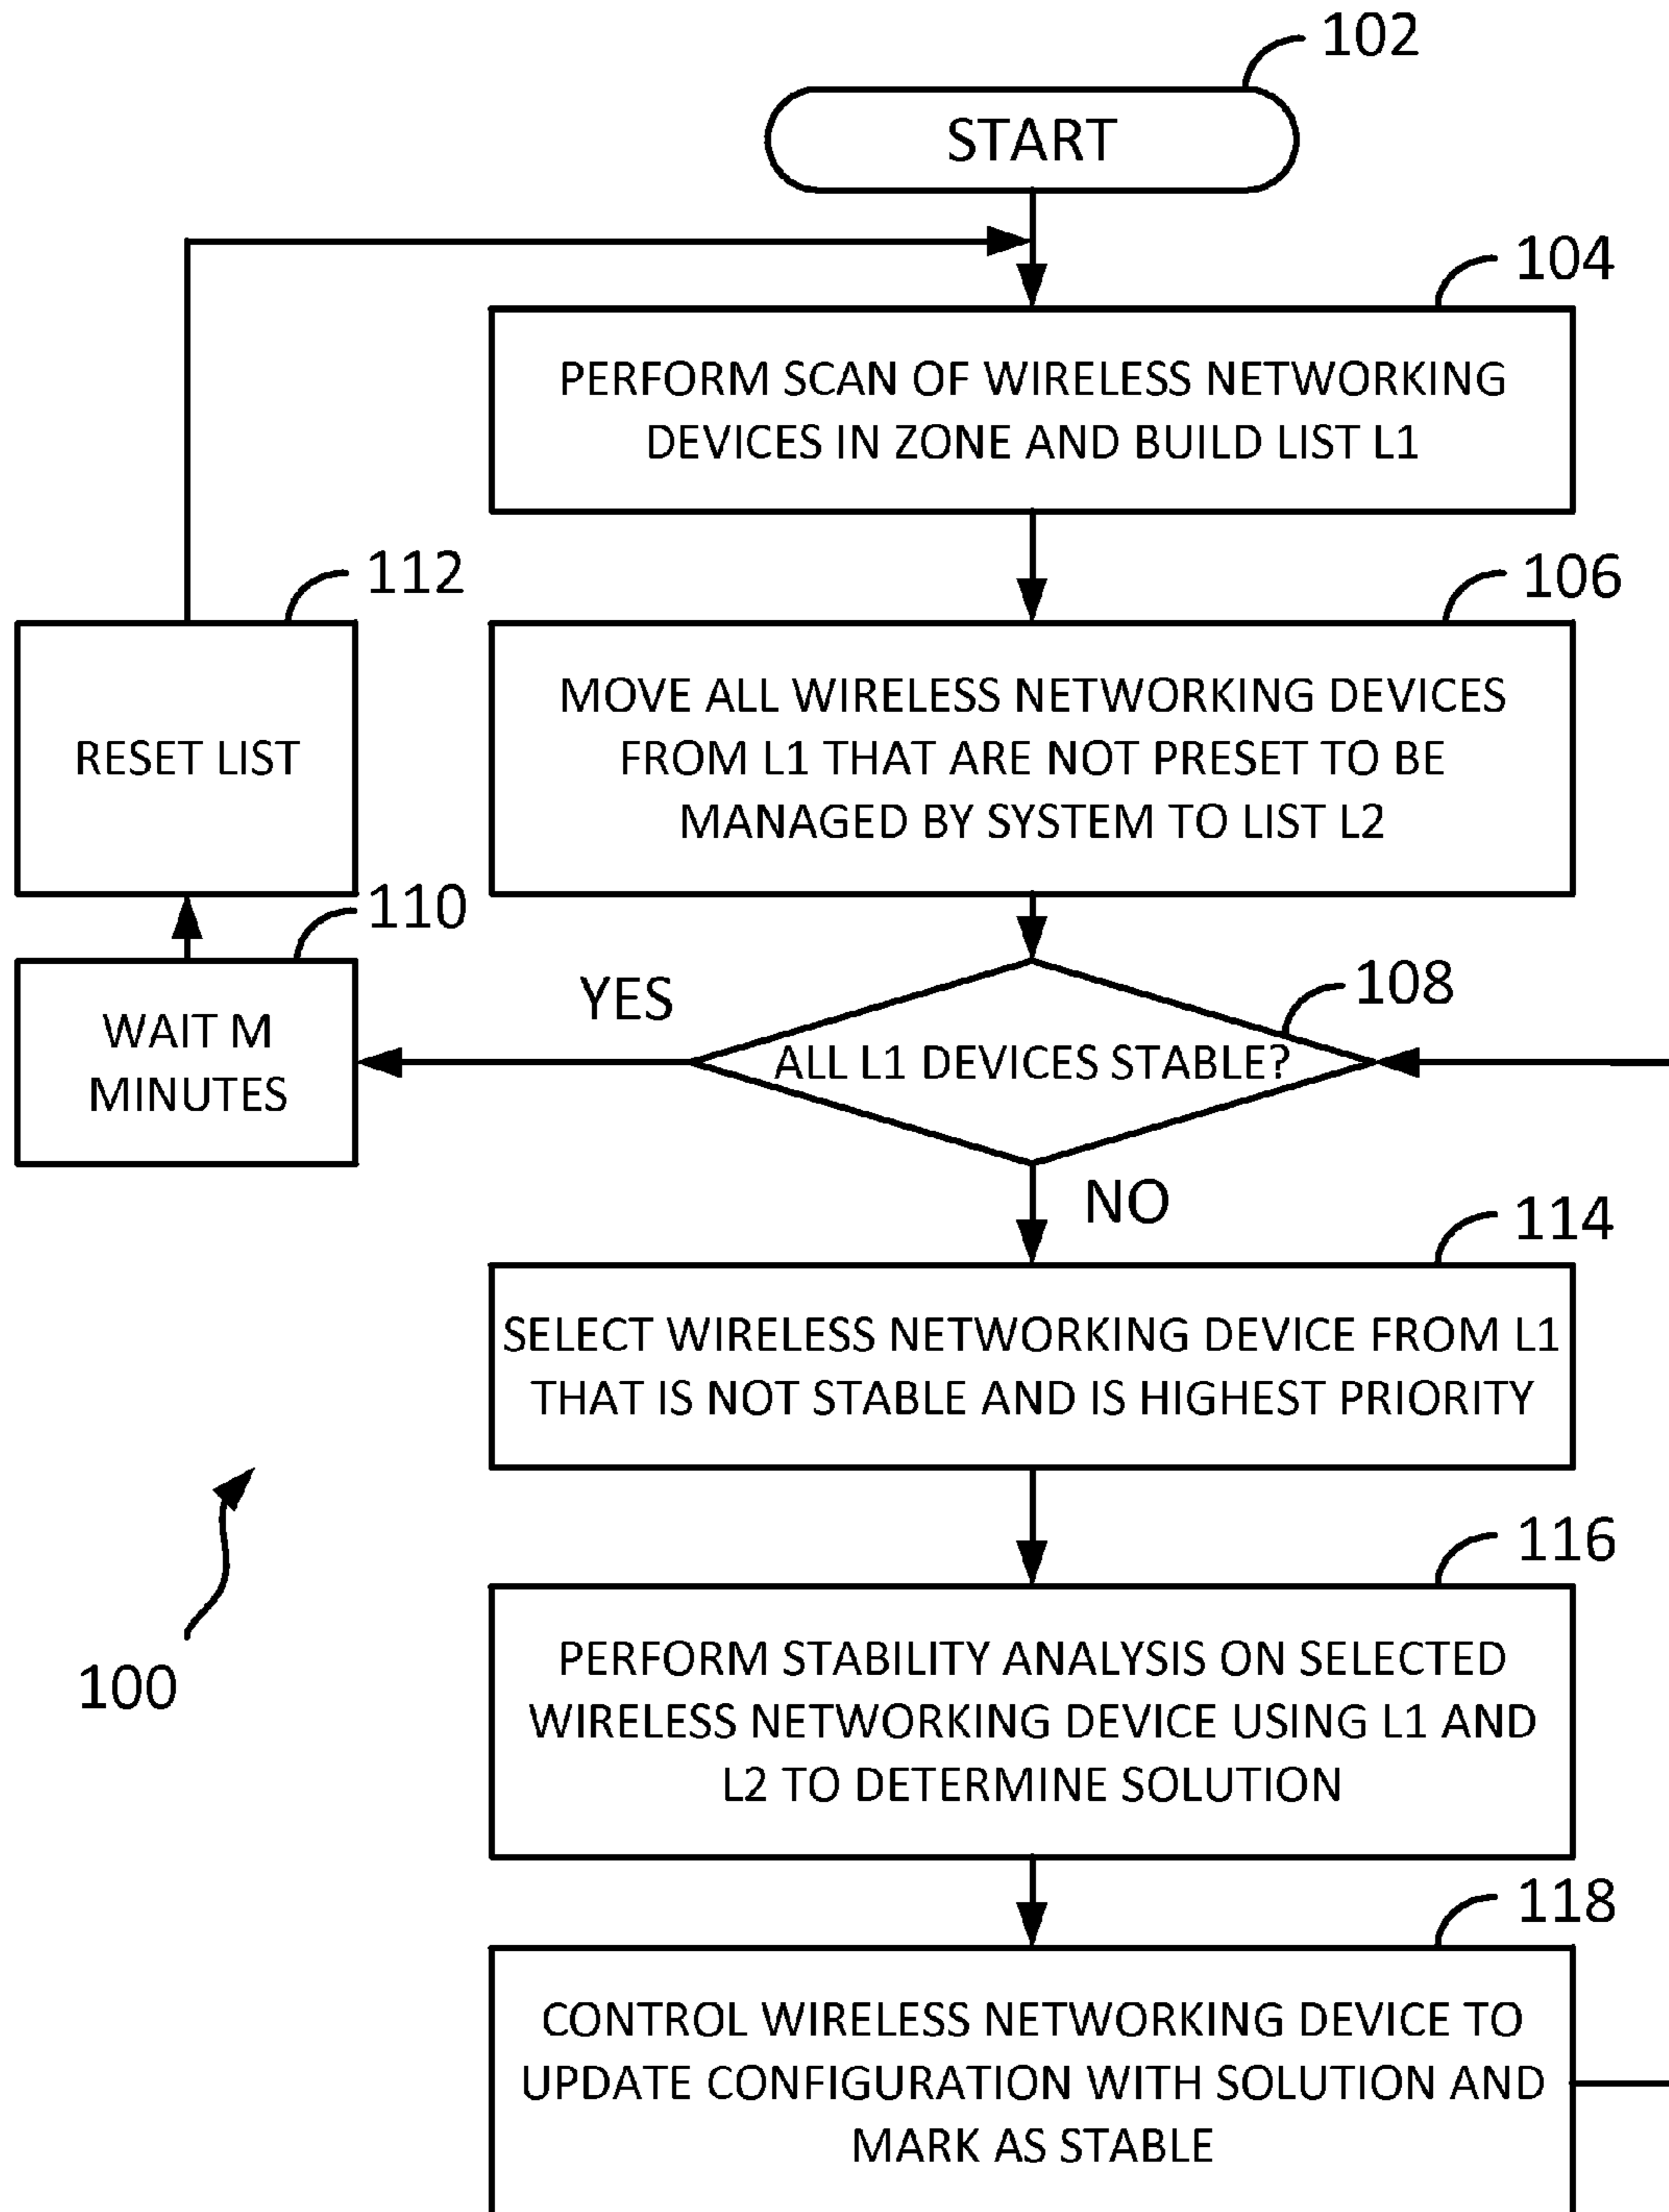 102
START
104
PERFORM SCAN OF WIRELESS NETWORKING
DEVICES IN ZONE AND BUILD LIST L1
112
RESET LIST
106
MOVE ALL WIRELESS NETWORKING DEVICES
FROM L1 THAT ARE NOT PRESET TO BE
MANAGED BY SYSTEM TO LIST L2
110
WAIT M
MINUTES
YES
108
ALL L1 DEVICES STABLE?
NO
114
SELECT WIRELESS NETWORKING DEVICE FROM L1
THAT IS NOT STABLE AND IS HIGHEST PRIORITY
100
116
PERFORM STABILITY ANALYSIS ON SELECTED
WIRELESS NETWORKING DEVICE USING L1 AND
L2 TO DETERMINE SOLUTION
118
CONTROL WIRELESS NETWORKING DEVICE TO
UPDATE CONFIGURATION WITH SOLUTION AND
MARK AS STABLE